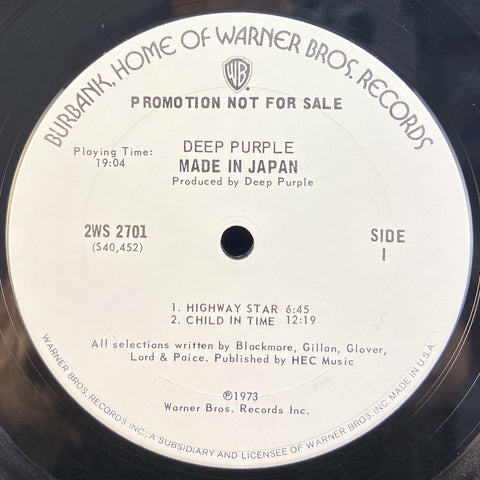 BURBANK, HOME OF WARNER BROS. RECORDS
WB
PROMOTION NOT FOR SALE
DEEP PURPLE
Playing Time:
19:04
MADE IN JAPAN
Produced by Deep Purple
2WS 2701
(S40,452)
SIDE
1
1. HIGHWAY STAR 6:45
2. CHILD IN TIME 12:19
All selections written by Blackmore, Gillan, Glover,
Lord & Paice. Published by HEC Music
℗1973
Warner Bros. Records Inc.
WARNER BROS. RECORDS INC., A SUBSIDIARY AND LICENSEE OF WARNER BROS. INC. MADE IN U.S.A.